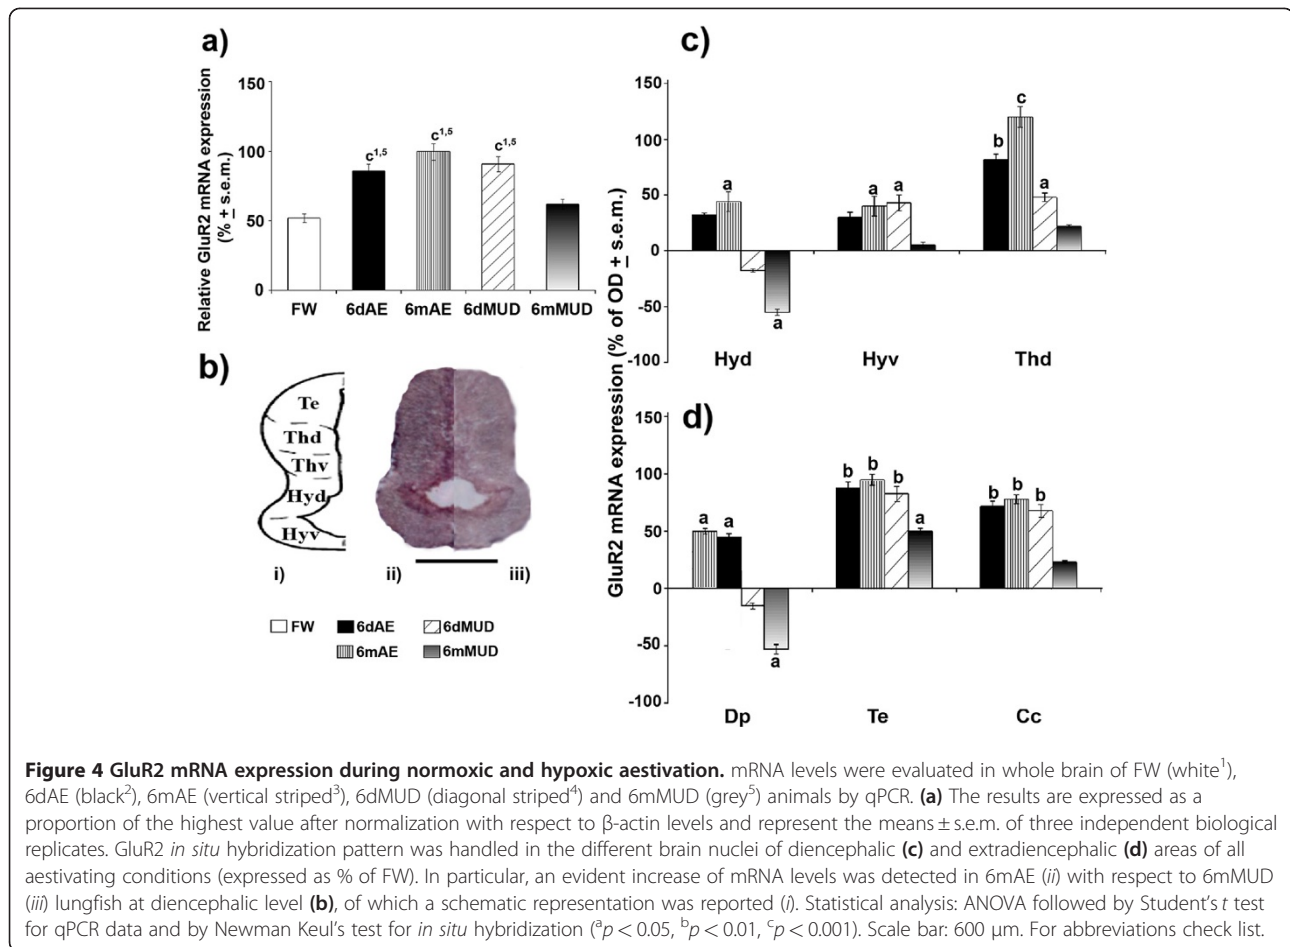 a)
Relative GluR2 mRNA expression
(% ± s.e.m.)
150
100
50
0
c1,5
c1,5
c1,5
FW 6dAE 6mAE 6dMUD 6mMUD
b)
Te
Thd
Thv
Hyd
Hyv
i) ii) iii)
FW 6dAE 6dMUD
6mAE 6mMUD
GluR2 mRNA expression (% of OD ± s.e.m.)
c)
150
100
50
0
-50
-100
a
a
a a
b
c
a
Hyd Hyv Thd
d)
150
100
50
0
-50
-100
a a
a
b b b
a
b b b
Dp Te Cc
Figure 4 GluR2 mRNA expression during normoxic and hypoxic aestivation. mRNA levels were evaluated in whole brain of FW (white1),
6dAE (black2), 6mAE (vertical striped3), 6dMUD (diagonal striped4) and 6mMUD (grey5) animals by qPCR. (a) The results are expressed as a
proportion of the highest value after normalization with respect to β-actin levels and represent the means ± s.e.m. of three independent biological
replicates. GluR2 in situ hybridization pattern was handled in the different brain nuclei of diencephalic (c) and extradiencephalic (d) areas of all
aestivating conditions (expressed as % of FW). In particular, an evident increase of mRNA levels was detected in 6mAE (ii) with respect to 6mMUD
(iii) lungfish at diencephalic level (b), of which a schematic representation was reported (i). Statistical analysis: ANOVA followed by Student's t test
for qPCR data and by Newman Keul's test for in situ hybridization (ap < 0.05, bp < 0.01, cp < 0.001). Scale bar: 600 μm. For abbreviations check list.